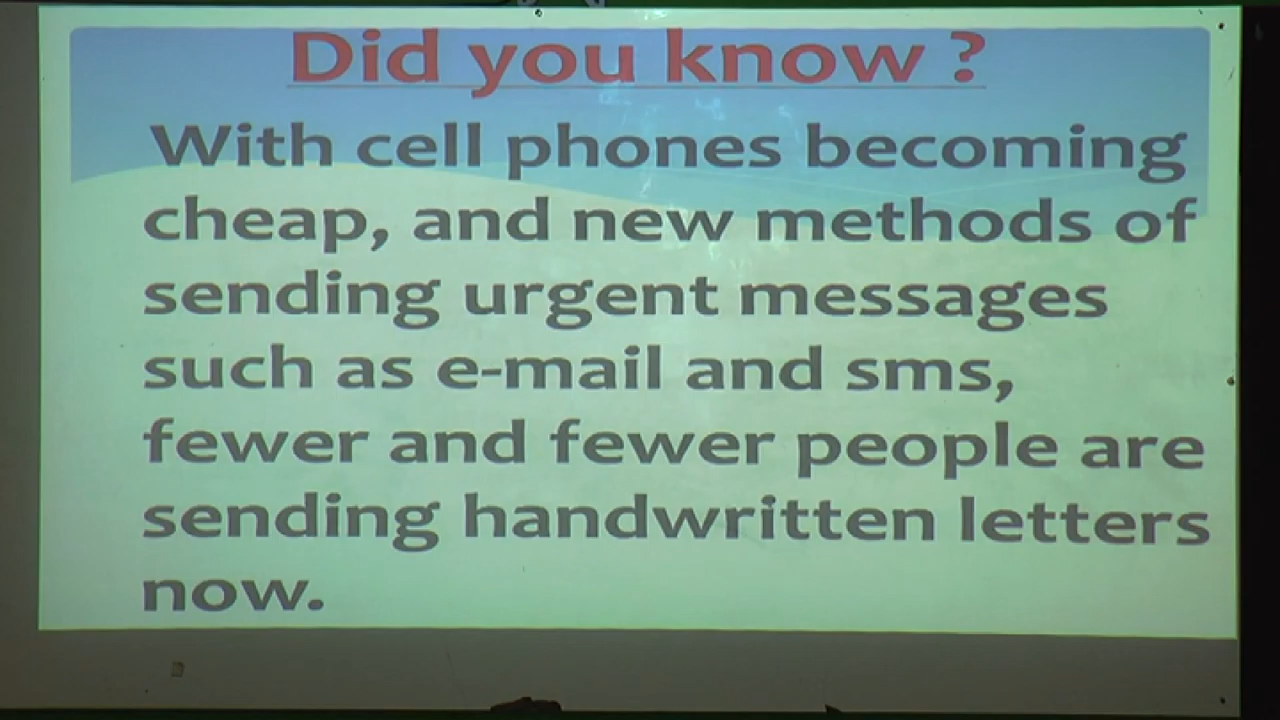 Did you know ?
With cell phones becoming
cheap, and new methods of
sending urgent messages
such as e-mail and sms,
fewer and fewer people are
sending handwritten letters
now.